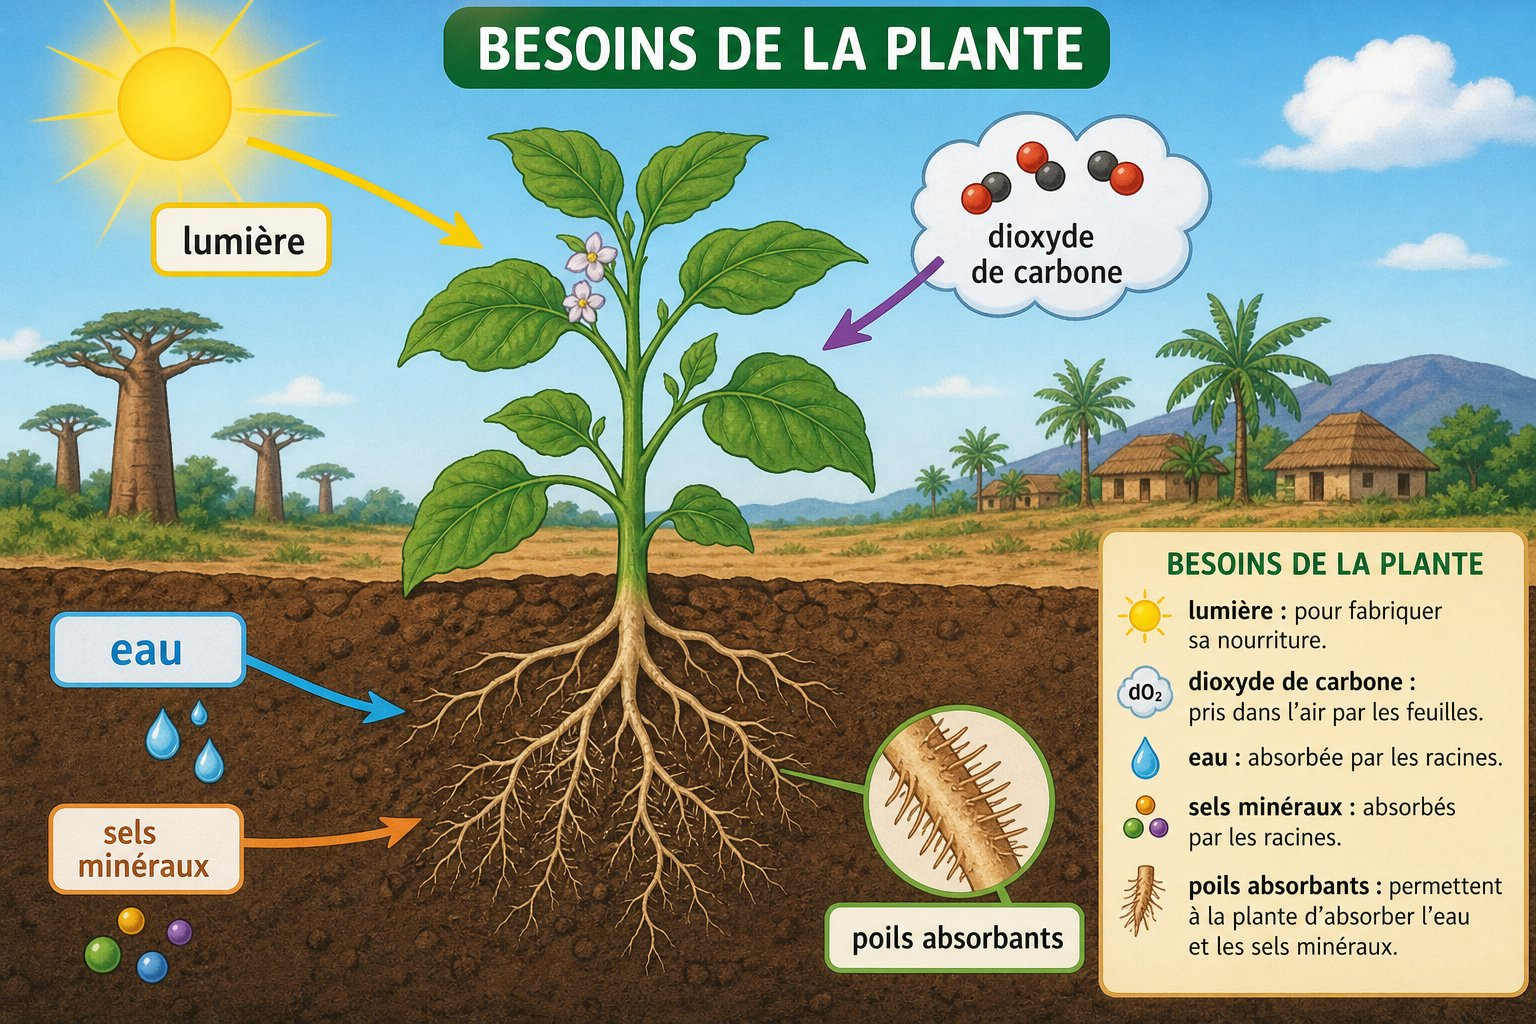 BESOINS DE LA PLANTE
lumière
dioxyde
de carbone
eau
sels
minéraux
poils absorbants
BESOINS DE LA PLANTE
lumière : pour fabriquer
sa nourriture.
dO₂
dioxyde de carbone :
pris dans l'air par les feuilles.
eau : absorbée par les racines.
sels minéraux : absorbés
par les racines.
poils absorbants : permettent
à la plante d'absorber l'eau
et les sels minéraux.